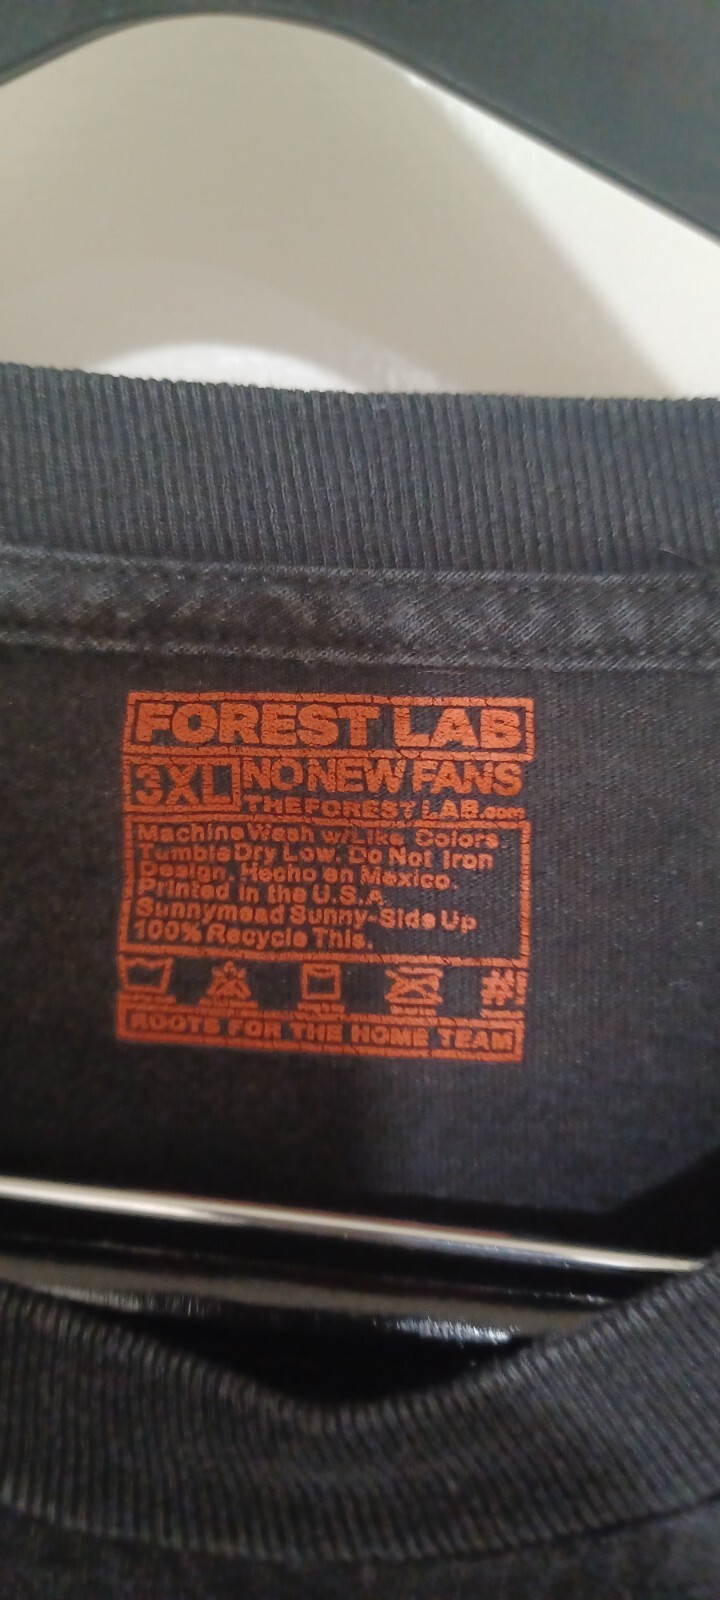 FOREST LAB
3XL NO NEW FANS
THEFORESTLAB.com
Machine Wash w/Like Colors.
Tumble Dry Low. Do Not Iron
Design. Hecho en Mexico.
Printed in the U.S.A
Sunnymead Sunny-Side Up
100% Recycle This.
#!
ROOTS FOR THE HOME TEAM